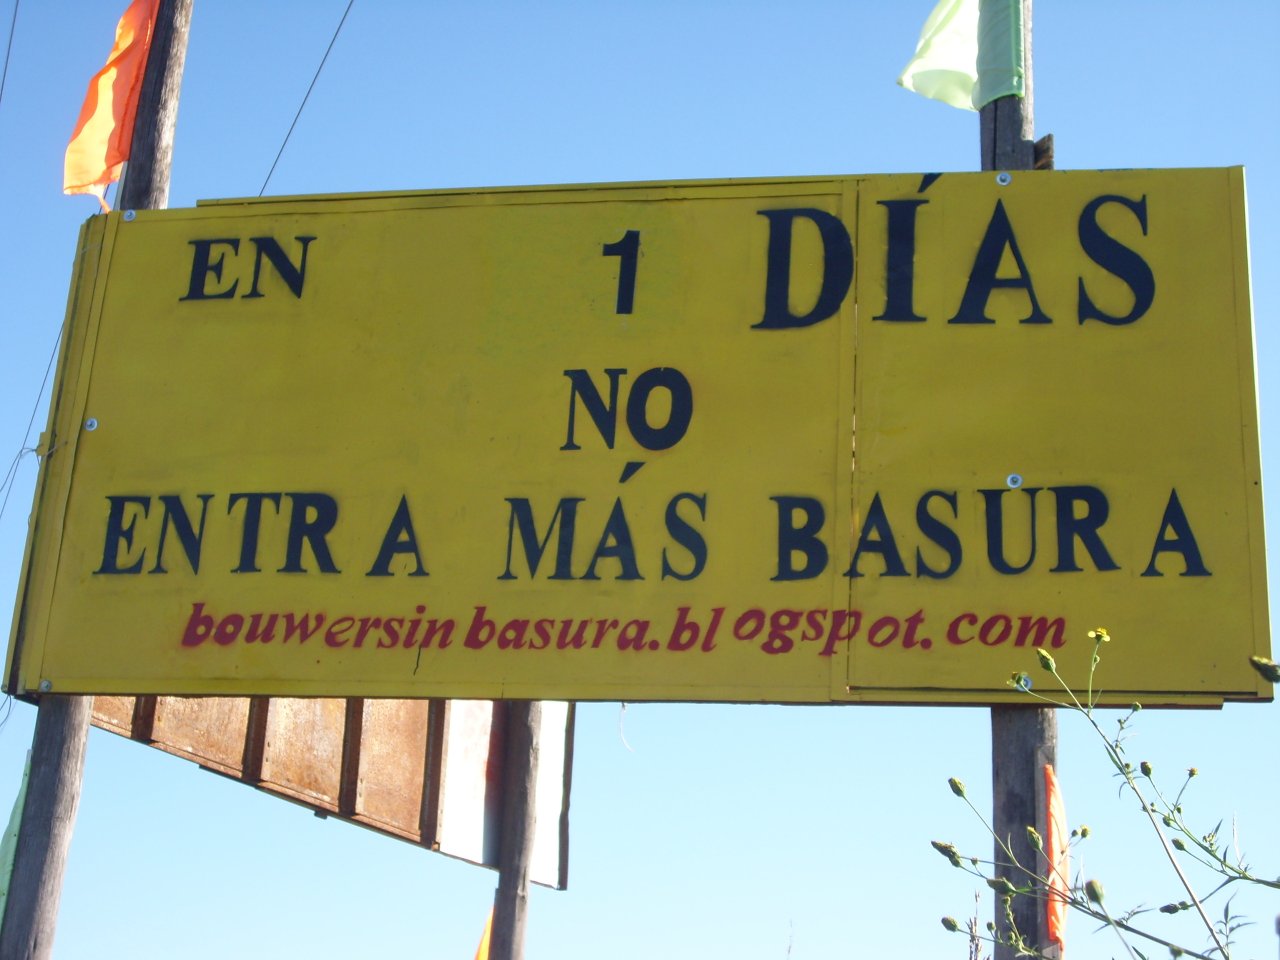 EN 1 DÍAS
NO
ENTRA MÁS BASURA
bouwersinbasura.blogspot.com